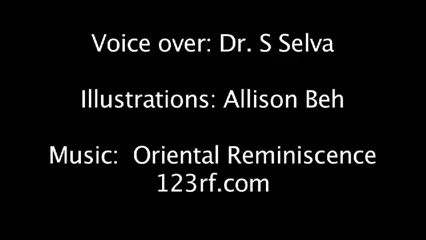 Voice over: Dr. S Selva
Illustrations: Allison Beh
Music:  Oriental Reminiscence
123rf.com